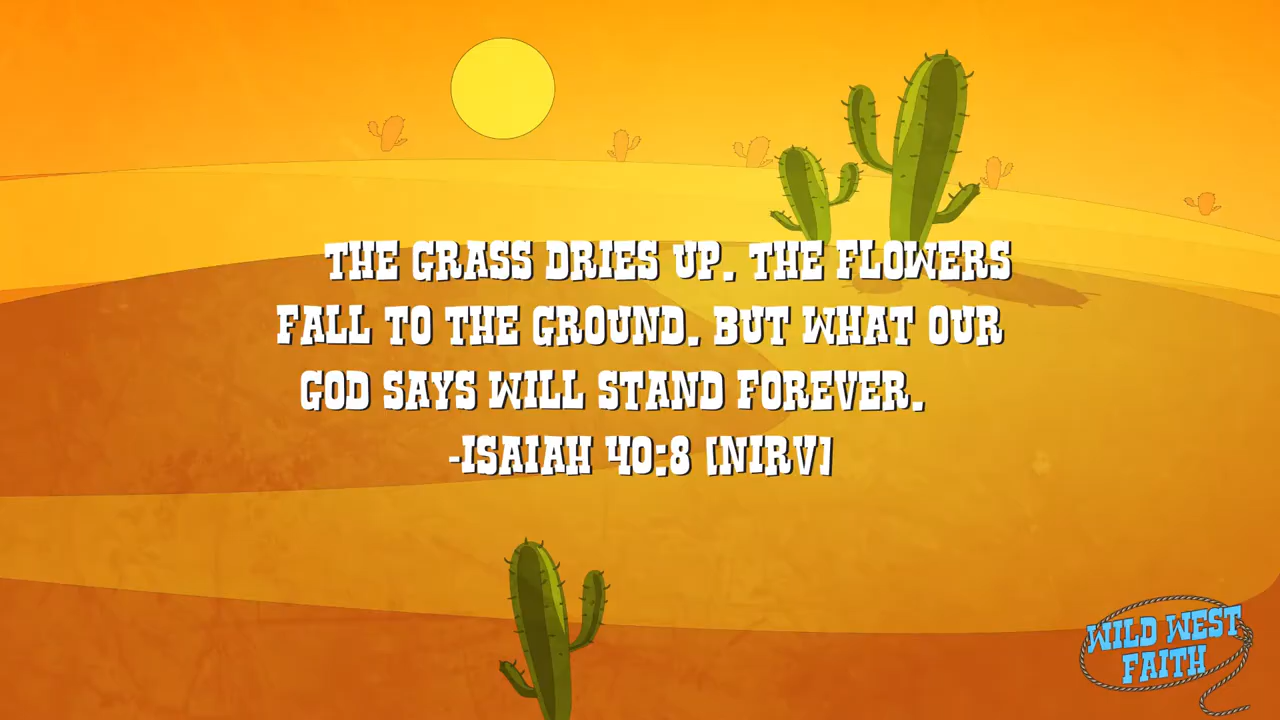 THE GRASS DRIES UP. THE FLOWERS
FALL TO THE GROUND. BUT WHAT OUR
GOD SAYS WILL STAND FOREVER.
-ISAIAH 40:8 [NIRV]
WILD WEST
FAITH